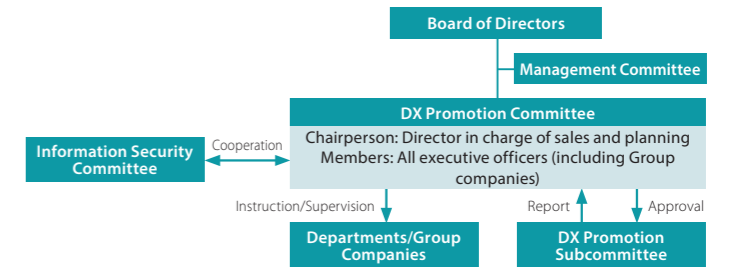 Board of Directors
Management Committee
DX Promotion Committee
Chairperson: Director in charge of sales and planning
Members: All executive officers (including Group
companies)
Information Security
Committee
Cooperation
Instruction/Supervision
Report
Approval
Departments/Group
Companies
DX Promotion
Subcommittee